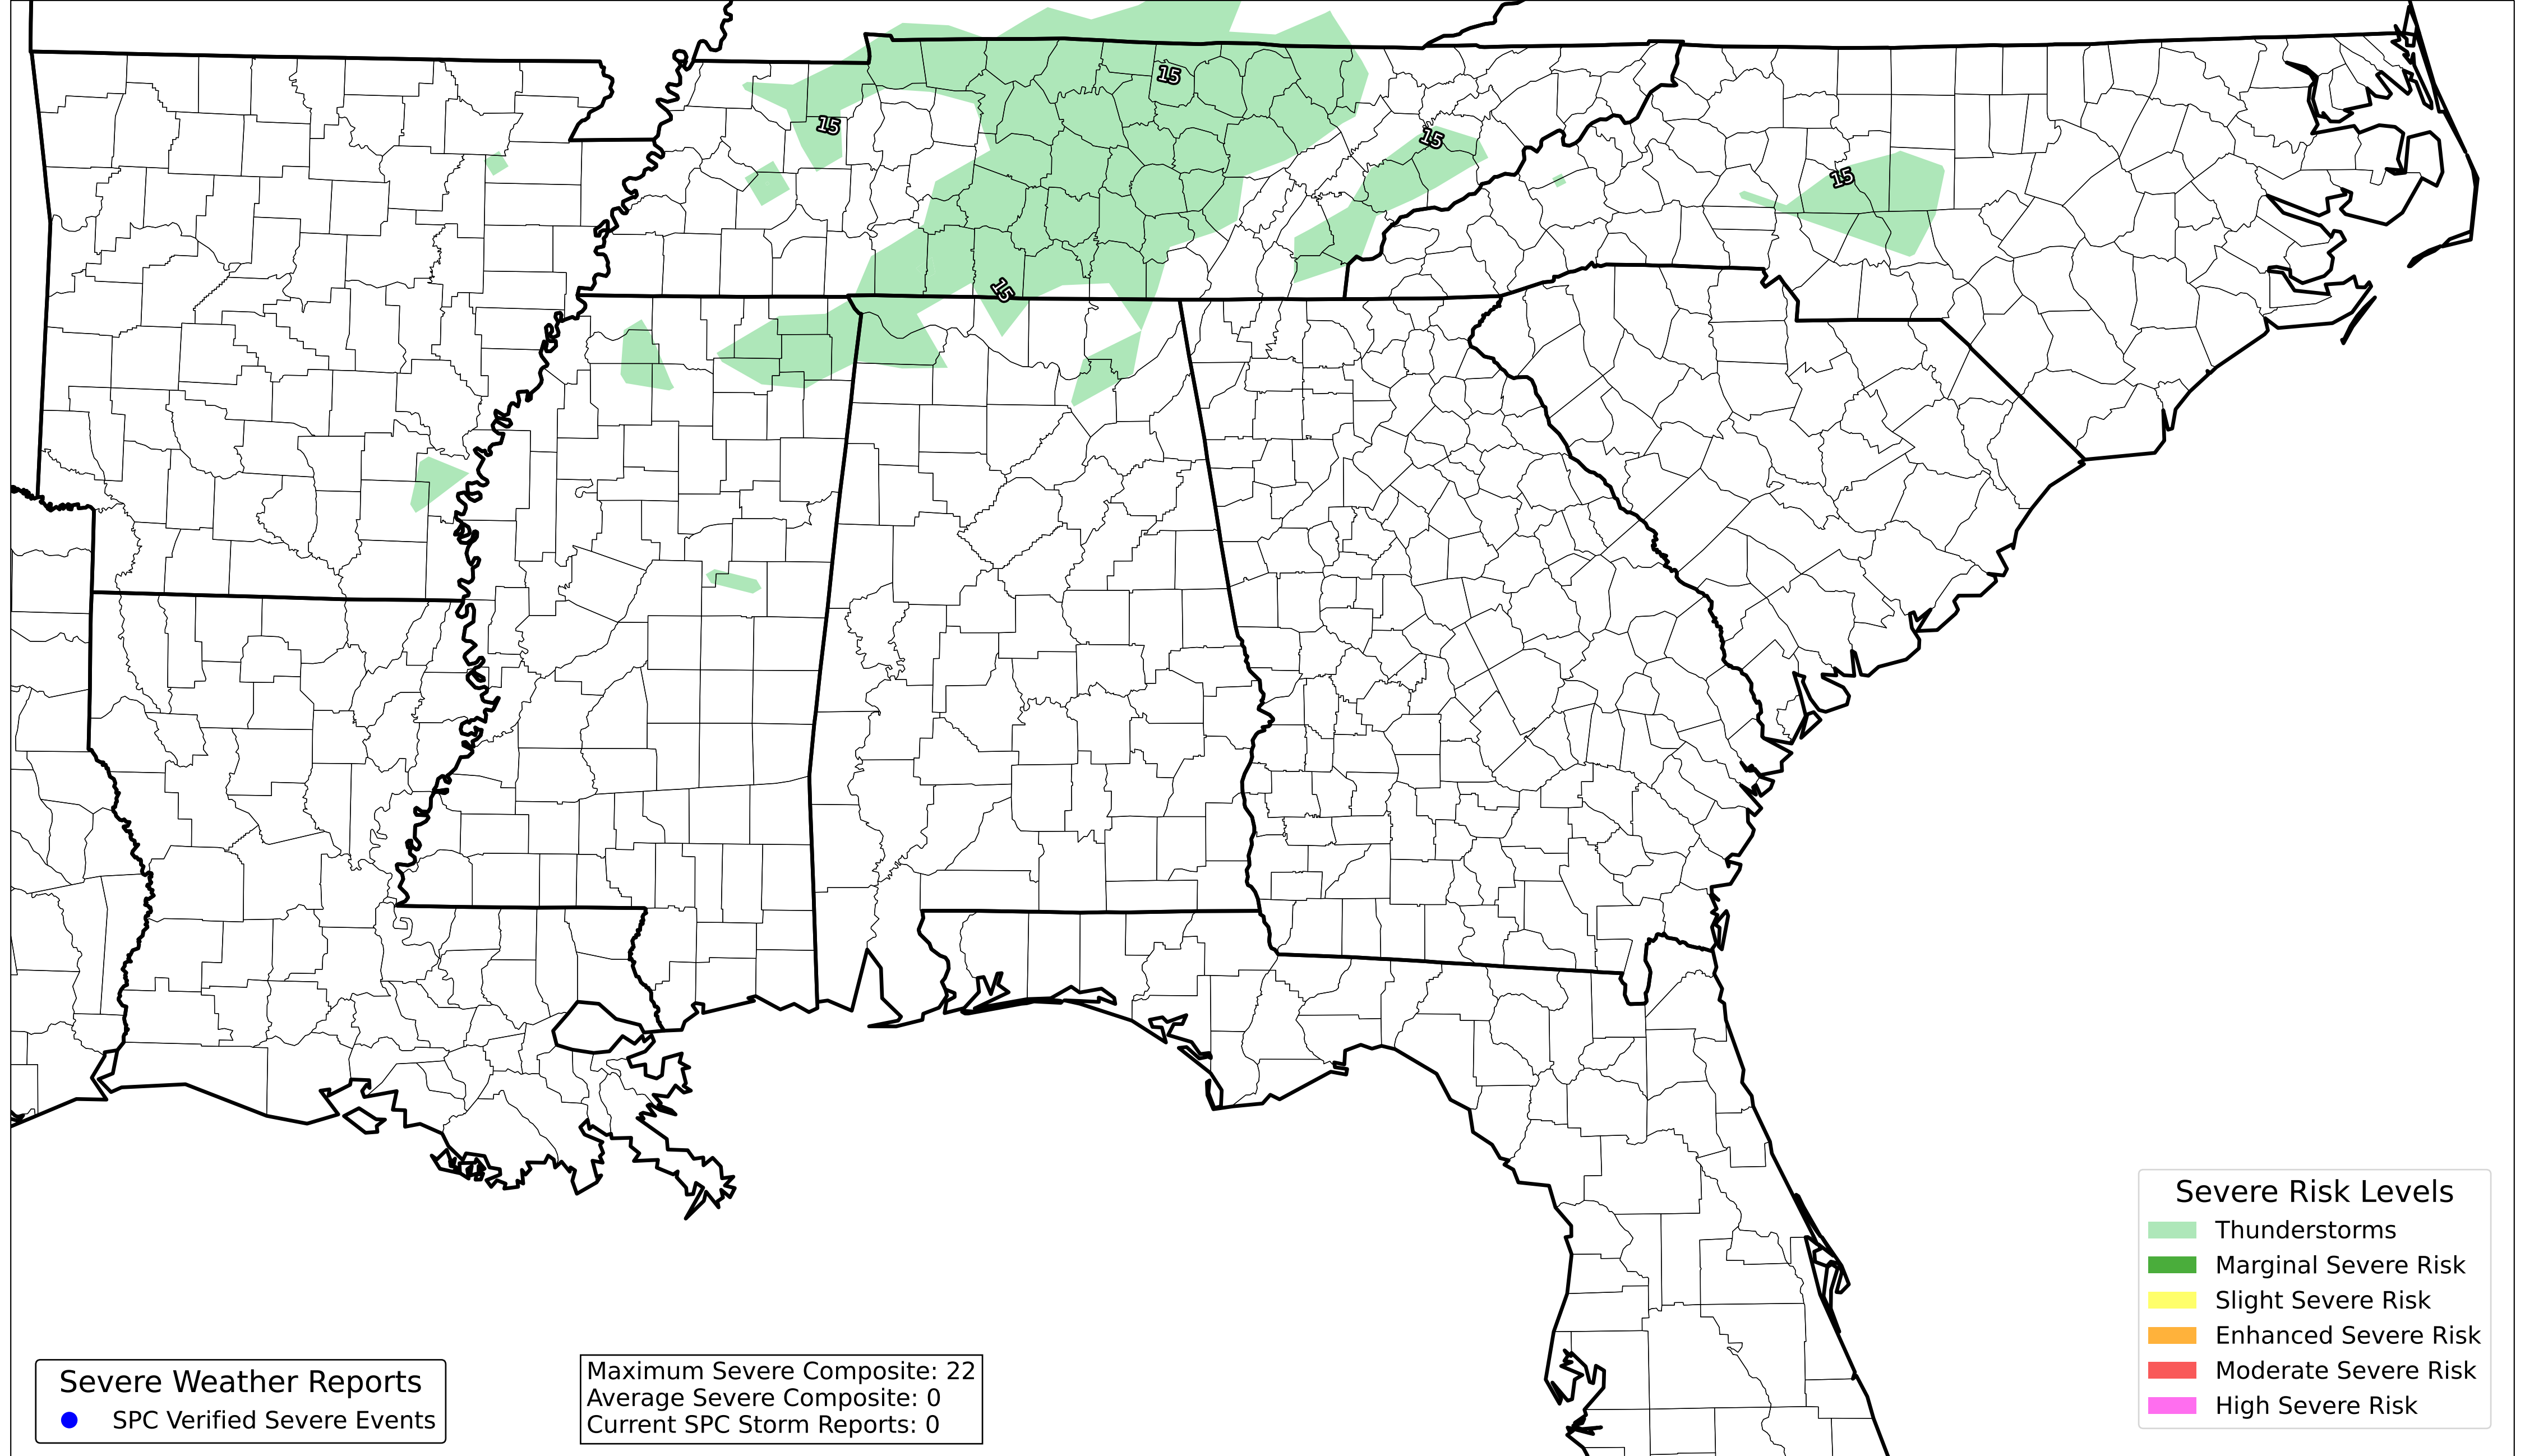 15
15
15
15
15
Severe Risk Levels
Thunderstorms
Marginal Severe Risk
Slight Severe Risk
Enhanced Severe Risk
Moderate Severe Risk
High Severe Risk
Severe Weather Reports
SPC Verified Severe Events
Maximum Severe Composite: 22
Average Severe Composite: 0
Current SPC Storm Reports: 0